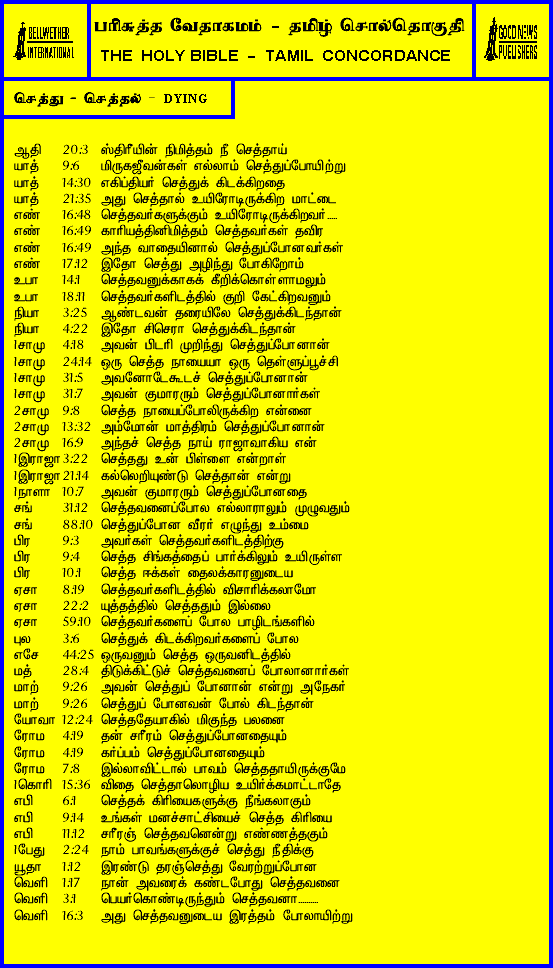 BELLWETHER
INTERNATIONAL
பரிசுத்த வேதாகமம் - தமிழ் சொல்தொகுதி
THE HOLY BIBLE - TAMIL CONCORDANCE
GOOD NEWS
PUBLISHERS
செத்து - செத்தல் - DYING
ஆதி 20:3 ஸ்திரீயின் நிமித்தம் நீ செத்தாய்
யாத் 9:6 மிருகஜீவன்கள் எல்லாம் செத்துப்போயிற்று
யாத் 14:30 எகிப்தியர் செத்துக் கிடக்கிறதை
யாத் 21:35 அது செத்தால் உயிரோடிருக்கிற மாட்டை
எண் 16:48 செத்தவர்களுக்கும் உயிரோடிருக்கிறவர்.....
எண் 16:49 காரியத்தினிமித்தம் செத்தவர்கள் தவிர
எண் 16:49 அந்த வாதையினால் செத்துப்போனவர்கள்
எண் 17:12 இதோ செத்து அழிந்து போகிறோம்
உபா 14:1 செத்தவனுக்காகக் கீறிக்கொள்ளாமலும்
உபா 18:11 செத்தவர்களிடத்தில் குறி கேட்கிறவனும்
நியா 3:25 ஆண்டவன் தரையிலே செத்துக்கிடந்தான்
நியா 4:22 இதோ சிசெரா செத்துக்கிடந்தான்
1சாமு 4:18 அவன் பிடரி முறிந்து செத்துப்போனான்
1சாமு 24:14 ஒரு செத்த நாயையா ஒரு தெள்ளுப்பூச்சி
1சாமு 31:5 அவனோடேகூடச் செத்துப்போனான்
1சாமு 31:7 அவன் குமாரரும் செத்துப்போனார்கள்
2சாமு 9:8 செத்த நாயைப்போலிருக்கிற என்னை
2சாமு 13:32 அம்மோன் மாத்திரம் செத்துப்போனான்
2சாமு 16:9 அந்தச் செத்த நாய் ராஜாவாகிய என்
1இராஜா 3:22 செத்தது உன் பிள்ளை என்றாள்
1இராஜா 21:14 கல்லெறியுண்டு செத்தான் என்று
1நாளா 10:7 அவன் குமாரரும் செத்துப்போனதை
சங் 31:12 செத்தவனைப்போல எல்லாராலும் முழுவதும்
சங் 88:10 செத்துப்போன வீரர் எழுந்து உம்மை
பிர 9:3 அவர்கள் செத்தவர்களிடத்திற்கு
பிர 9:4 செத்த சிங்கத்தைப் பார்க்கிலும் உயிருள்ள
பிர 10:1 செத்த ஈக்கள் தைலக்காரனுடைய
ஏசா 8:19 செத்தவர்களிடத்தில் விசாரிக்கலாமோ
ஏசா 22:2 யுத்தத்தில் செத்ததும் இல்லை
ஏசா 59:10 செத்தவர்களைப் போல பாழிடங்களில்
புல 3:6 செத்துக் கிடக்கிறவர்களைப் போல
எசே 44:25 ஒருவனும் செத்த ஒருவனிடத்தில்
மத் 28:4 திடுக்கிட்டுச் செத்தவனைப் போலானார்கள்
மாற் 9:26 அவன் செத்துப் போனான் என்று அநேகர்
மாற் 9:26 செத்துப் போனவன் போல் கிடந்தான்
யோவா 12:24 செத்ததேயாகில் மிகுந்த பலனை
ரோம 4:19 தன் சரீரம் செத்துப்போனதையும்
ரோம 4:19 கர்ப்பம் செத்துப்போனதையும்
ரோம 7:8 இல்லாவிட்டால் பாவம் செத்ததாயிருக்குமே
1கொரி 15:36 விதை செத்தாலொழிய உயிர்க்கமாட்டாதே
எபி 6:1 செத்தக் கிரியைகளுக்கு நீங்கலாகும்
எபி 9:14 உங்கள் மனச்சாட்சியைச் செத்த கிரியை
எபி 11:12 சரீரஞ் செத்தவனென்று எண்ணத்தகும்
1பேது 2:24 நாம் பாவங்களுக்குச் செத்து நீதிக்கு
யூதா 1:12 இரண்டு தரஞ்செத்து வேரற்றுப்போன
வெளி 1:17 நான் அவரைக் கண்டபோது செத்தவனை
வெளி 3:1 பெயர்கொண்டிருந்தும் செத்தவனா..........
வெளி 16:3 அது செத்தவனுடைய இரத்தம் போலாயிற்று